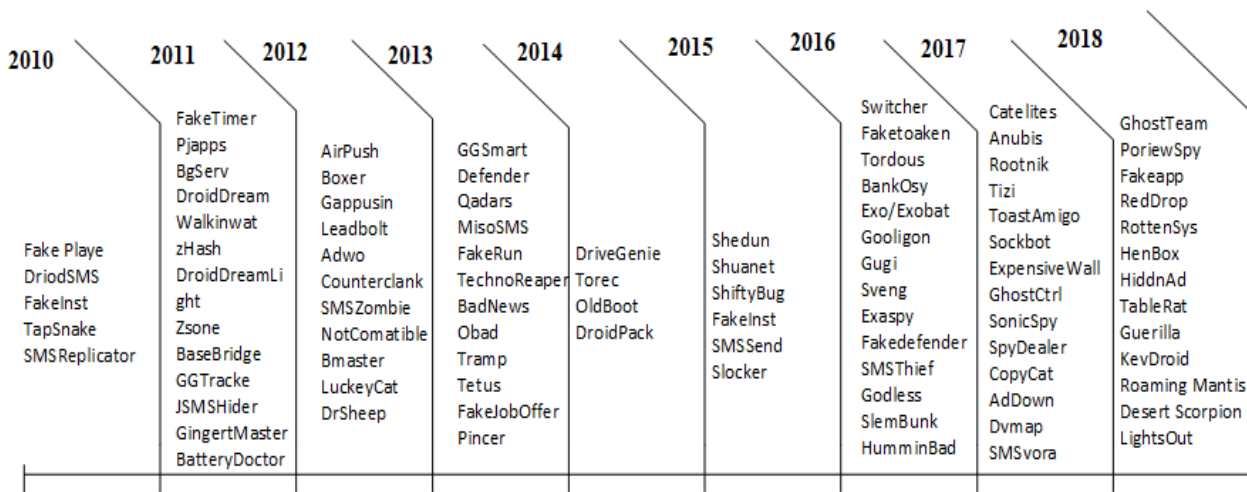 2010
Fake Playe
DriodSMS
FakeInst
TapSnake
SMSReplicator
2011
FakeTimer
Pjapps
BgServ
DroidDream
Walkinwat
zHash
DroidDreamLi
ght
Zsone
BaseBridge
GGTracke
JSMSHider
GingertMaster
BatteryDoctor
2012
AirPush
Boxer
Gappusin
Leadbolt
Adwo
Counterclank
SMSZombie
NotComatible
Bmaster
LuckeyCat
DrSheep
2013
GGSmart
Defender
Qadars
MisoSMS
FakeRun
TechnoReaper
BadNews
Obad
Tramp
Tetus
FakeJobOffer
Pincer
2014
DriveGenie
Torec
OldBoot
DroidPack
2015
Shedun
Shuanet
ShiftyBug
FakeInst
SMSSend
Slocker
2016
Switcher
Faketoaken
Tordous
BankOsy
Exo/Exobat
Gooligon
Gugi
Sveng
Exaspy
Fakedefender
SMSThief
Godless
SlemBunk
HumminBad
2017
Catelites
Anubis
Rootnik
Tizi
ToastAmigo
Sockbot
ExpensiveWall
GhostCtrl
SonicSpy
SpyDealer
CopyCat
AdDown
Dvmap
SMSvora
2018
GhostTeam
PoriewSpy
Fakeapp
RedDrop
RottenSys
HenBox
HiddnAd
TableRat
Guerilla
KevDroid
Roaming Mantis
Desert Scorpion
LightsOut